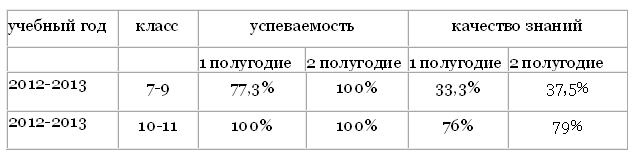 учебный год класс успеваемость качество знаний
1 полугодие 2 полугодие 1 полугодие 2 полугодие
2012-2013 7-9 77,3% 100% 33,3% 37,5%
2012-2013 10-11 100% 100% 76% 79%